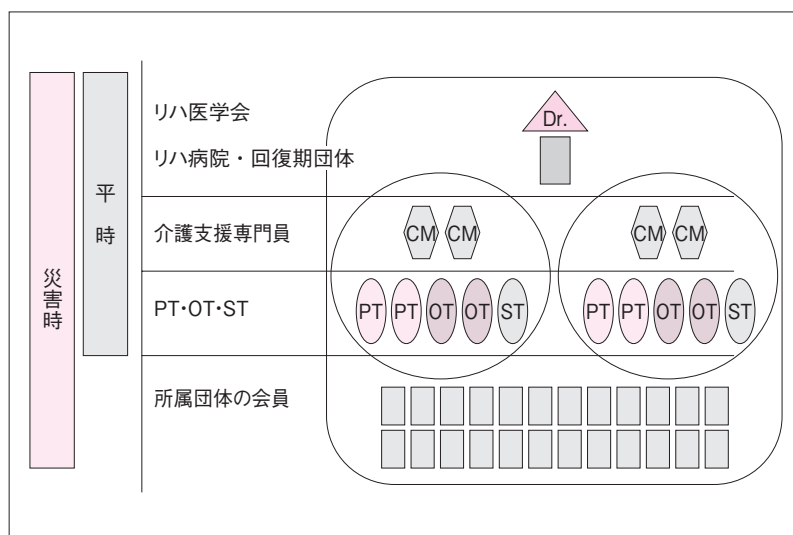 災害時
平時
リハ医学会
Dr.
リハ病院・回復期団体
介護支援専門員
CM CM CM CM
PT・OT・ST
PT PT OT OT ST PT PT OT OT ST
所属団体の会員